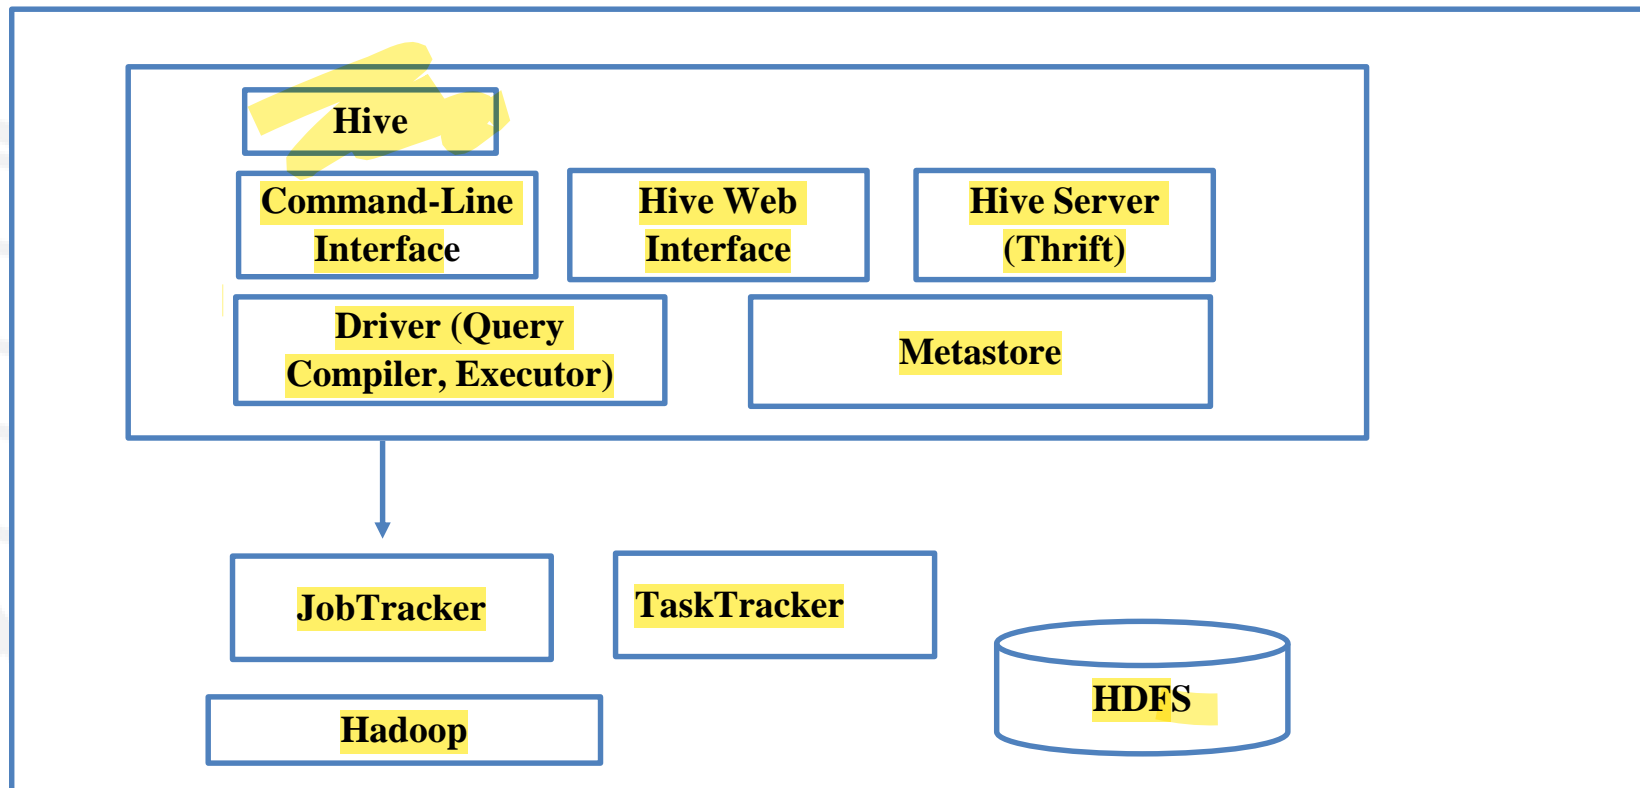 Hive
Command-Line
Interface
Hive Web
Interface
Hive Server
(Thrift)
Driver (Query
Compiler, Executor)
Metastore
JobTracker
TaskTracker
HDFS
Hadoop